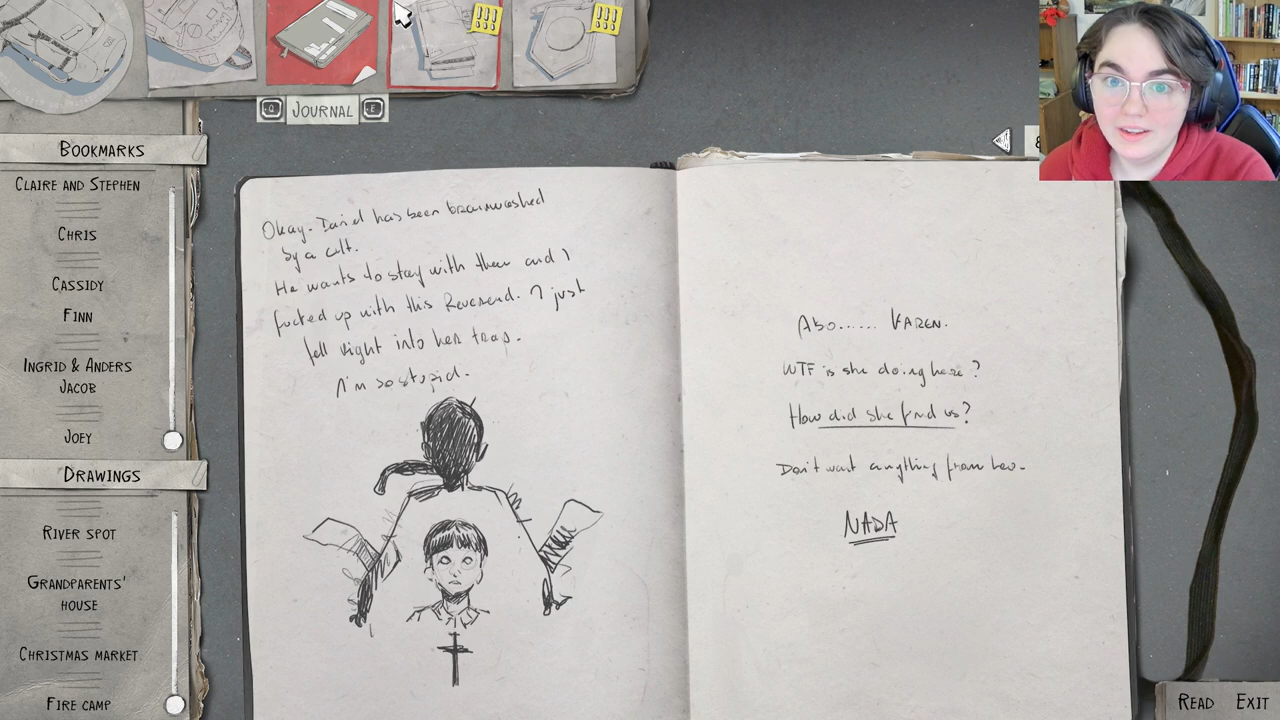 Q
JOURNAL
E
BOOKMARKS
CLAIRE AND STEPHEN
CHRIS
CASSIDY
FINN
INGRID & ANDERS
JACOB
JOEY
DRAWINGS
RIVER SPOT
GRANDPARENTS'
HOUSE
CHRISTMAS MARKET
FIRE CAMP
Okay. Daniel has been brainwashed
by a cult.
He wants to stay with them and I
fucked up with this Reverend. I just
fell right into her trap.
I'm so stupid.
Also...... KAREN.
WTF is she doing here?
How did she find us?
Don't want anything from her.
NADA
READ EXIT